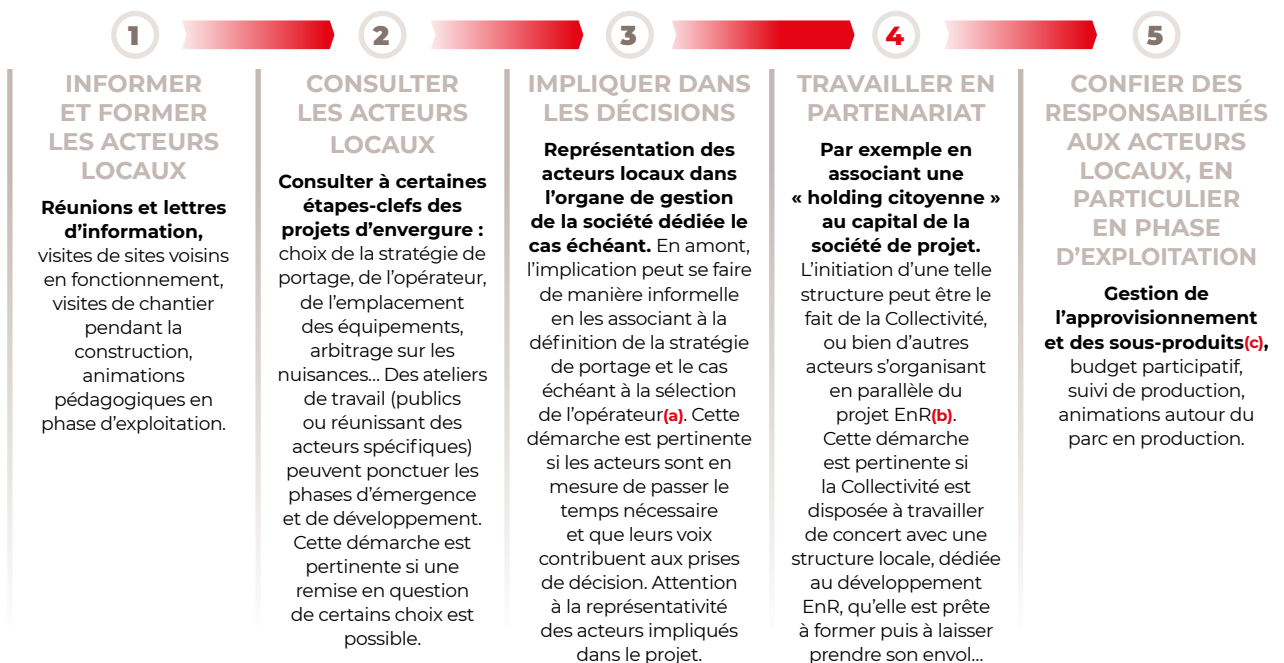 1
INFORMER
ET FORMER
LES ACTEURS
LOCAUX
Réunions et lettres
d’information,
visites de sites voisins
en fonctionnement,
visites de chantier
pendant la
construction,
animations
pédagogiques en
phase d’exploitation.
2
CONSULTER
LES ACTEURS
LOCAUX
Consulter à certaines
étapes-clefs des
projets d’envergure :
choix de la stratégie de
portage, de l’opérateur,
de l’emplacement
des équipements,
arbitrage sur les
nuisances... Des ateliers
de travail (publics
ou réunissant des
acteurs spécifiques)
peuvent ponctuer les
phases d’émergence
et de développement.
Cette démarche est
pertinente si une
remise en question
de certains choix est
possible.
3
IMPLIQUER DANS
LES DÉCISIONS
Représentation des
acteurs locaux dans
l’organe de gestion
de la société dédiée le
cas échéant. En amont,
l’implication peut se faire
de manière informelle
en les associant à la
définition de la stratégie
de portage et le cas
échéant à la sélection
de l’opérateur(a). Cette
démarche est pertinente
si les acteurs sont en
mesure de passer le
temps nécessaire
et que leurs voix
contribuent aux prises
de décision. Attention
à la représentativité
des acteurs impliqués
dans le projet.
4
TRAVAILLER EN
PARTENARIAT
Par exemple en
associant une
« holding citoyenne »
au capital de la
société de projet.
L’initiation d’une telle
structure peut être le
fait de la Collectivité,
ou bien d’autres
acteurs s’organisant
en parallèle du
projet EnR(b).
Cette démarche
est pertinente si
la Collectivité est
disposée à travailler
de concert avec une
structure locale, dédiée
au développement
EnR, qu’elle est prête
à former puis à laisser
prendre son envol...
5
CONFIER DES
RESPONSABILITÉS
AUX ACTEURS
LOCAUX, EN
PARTICULIER
EN PHASE
D’EXPLOITATION
Gestion de
l’approvisionnement
et des sous-produits(c),
budget participatif,
suivi de production,
animations autour du
parc en production.